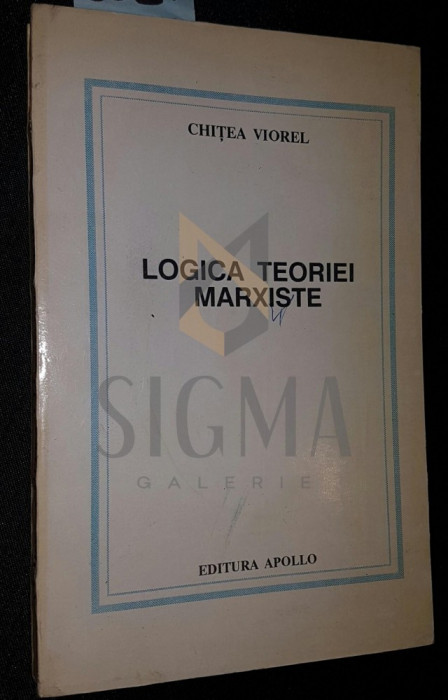 CHIȚEA VIOREL
LOGICA TEORIEI
MARXISTE
SIGMA
GALERIE
EDITURA APOLLO